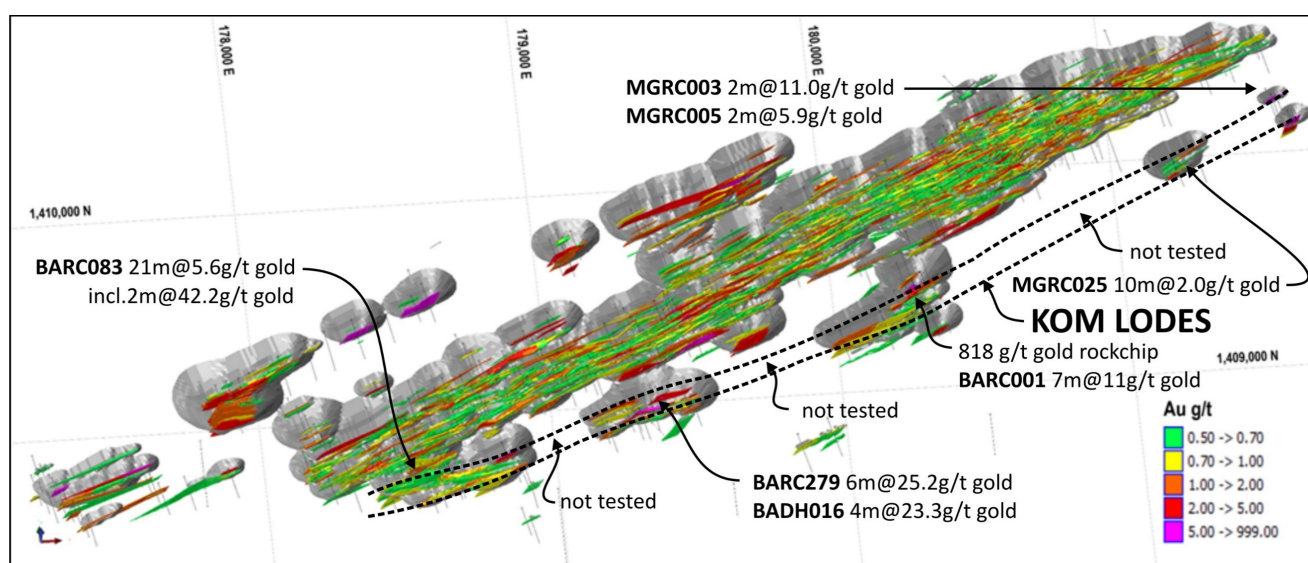 178,000 E
179,000 E
180,000 E
MGRC003 2m@11.0g/t gold
MGRC005 2m@5.9g/t gold
1,410,000 N
BARC083 21m@5.6g/t gold
incl.2m@42.2g/t gold
not tested
MGRC025 10m@2.0g/t gold
KOM LODES
818 g/t gold rockchip
BARC001 7m@11g/t gold
1,409,000 N
not tested
not tested
BARC279 6m@25.2g/t gold
BADH016 4m@23.3g/t gold
Au g/t
0.50 -> 0.70
0.70 -> 1.00
1.00 -> 2.00
2.00 -> 5.00
5.00 -> 999.00